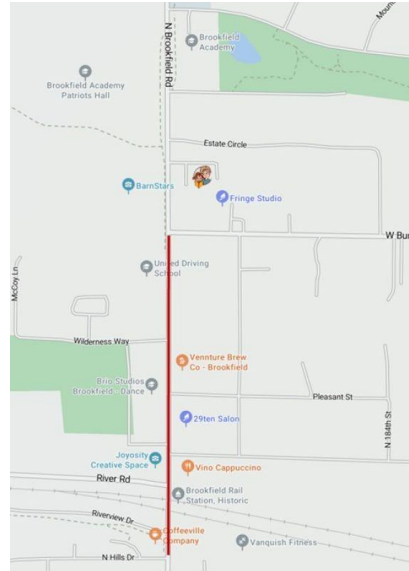 Mount
N Brookfield Rd
Brookfield
Academy
Brookfield Academy
Patriots Hall
Estate Circle
BarnStars
Fringe Studio
W Bur
United Driving
School
McCoy Ln
Wilderness Way
Vennture Brew
Co - Brookfield
Brio Studios
Brookfield - Dance
Pleasant St
29ten Salon
N 184th St
Joyosity
Creative Space
Vino Cappuccino
River Rd
Brookfield Rail
Station, Historic
Riverview Dr
Coffeeville
Company
Vanquish Fitness
N Hills Dr